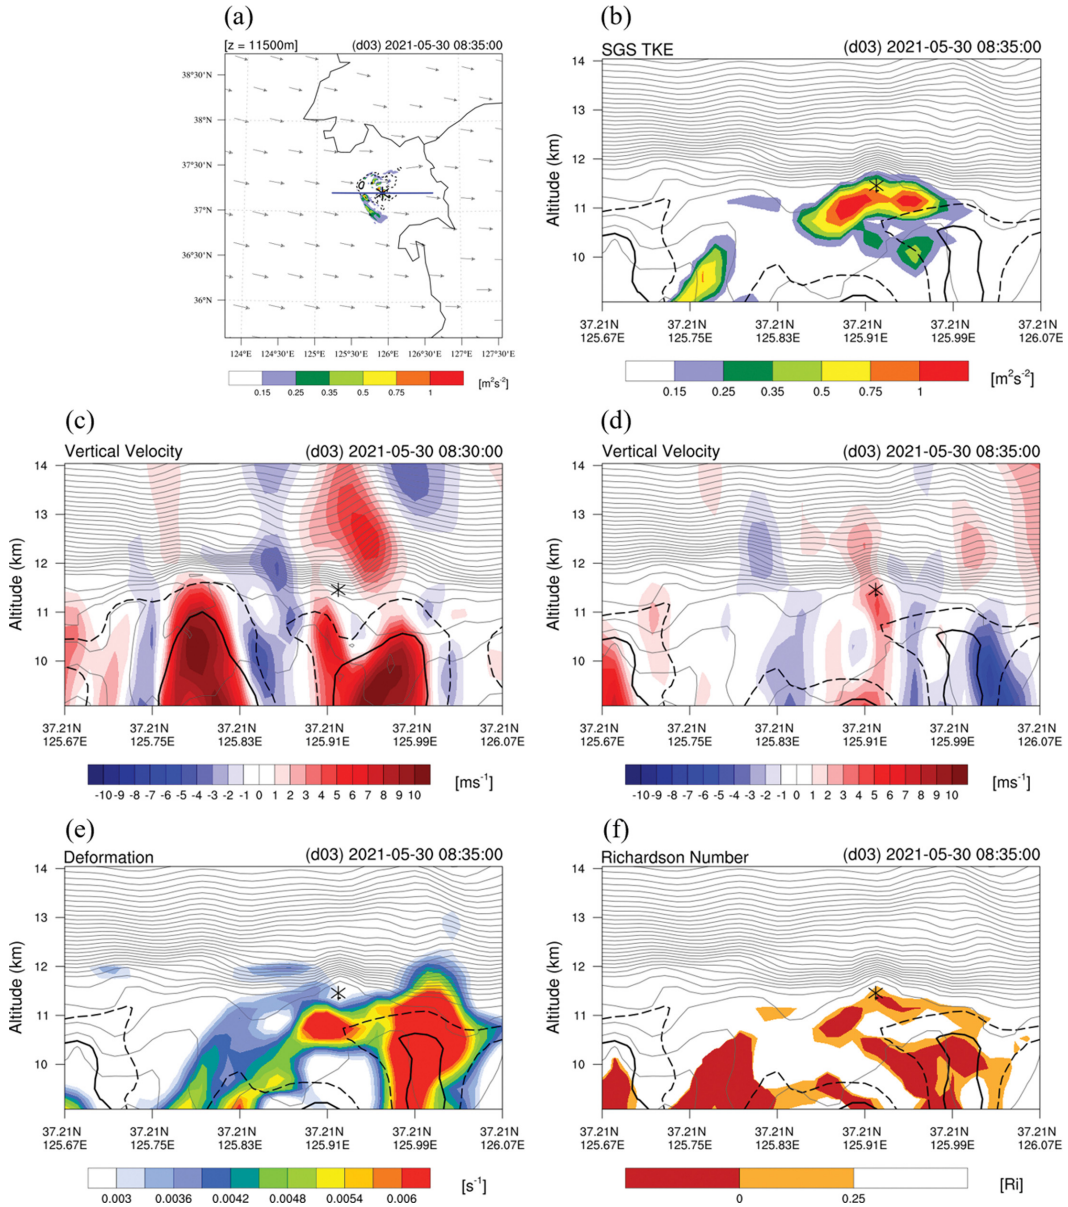 (a)
[z = 11500m] (d03) 2021-05-30 08:35:00
38°30'N
38°N
37°30'N
37°N
36°30'N
36°N
124°E 124°30'E 125°E 125°30'E 126°E 126°30'E 127°E 127°30'E
0.15 0.25 0.35 0.5 0.75 1 [m²s⁻²]
(b)
SGS TKE (d03) 2021-05-30 08:35:00
Altitude (km)
14
13
12
11
10
37.21N 37.21N 37.21N 37.21N 37.21N 37.21N
125.67E 125.75E 125.83E 125.91E 125.99E 126.07E
0.15 0.25 0.35 0.5 0.75 1 [m²s⁻²]
(c)
Vertical Velocity (d03) 2021-05-30 08:30:00
Altitude (km)
14
13
12
11
10
37.21N 37.21N 37.21N 37.21N 37.21N 37.21N
125.67E 125.75E 125.83E 125.91E 125.99E 126.07E
-10 -9 -8 -7 -6 -5 -4 -3 -2 -1 0 1 2 3 4 5 6 7 8 9 10 [ms⁻¹]
(d)
Vertical Velocity (d03) 2021-05-30 08:35:00
Altitude (km)
14
13
12
11
10
37.21N 37.21N 37.21N 37.21N 37.21N 37.21N
125.67E 125.75E 125.83E 125.91E 125.99E 126.07E
-10 -9 -8 -7 -6 -5 -4 -3 -2 -1 0 1 2 3 4 5 6 7 8 9 10 [ms⁻¹]
(e)
Deformation (d03) 2021-05-30 08:35:00
Altitude (km)
14
13
12
11
10
37.21N 37.21N 37.21N 37.21N 37.21N 37.21N
125.67E 125.75E 125.83E 125.91E 125.99E 126.07E
0.003 0.0036 0.0042 0.0048 0.0054 0.006 [s⁻¹]
(f)
Richardson Number (d03) 2021-05-30 08:35:00
Altitude (km)
14
13
12
11
10
37.21N 37.21N 37.21N 37.21N 37.21N 37.21N
125.67E 125.75E 125.83E 125.91E 125.99E 126.07E
0 0.25 [Ri]